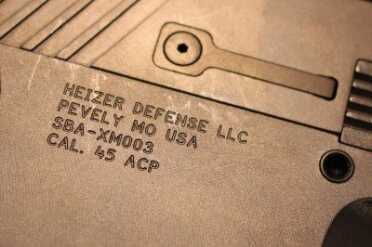 HEIZER DEFENSE LLC
PEVELY MO USA
SBA-XM003
CAL. 45 ACP